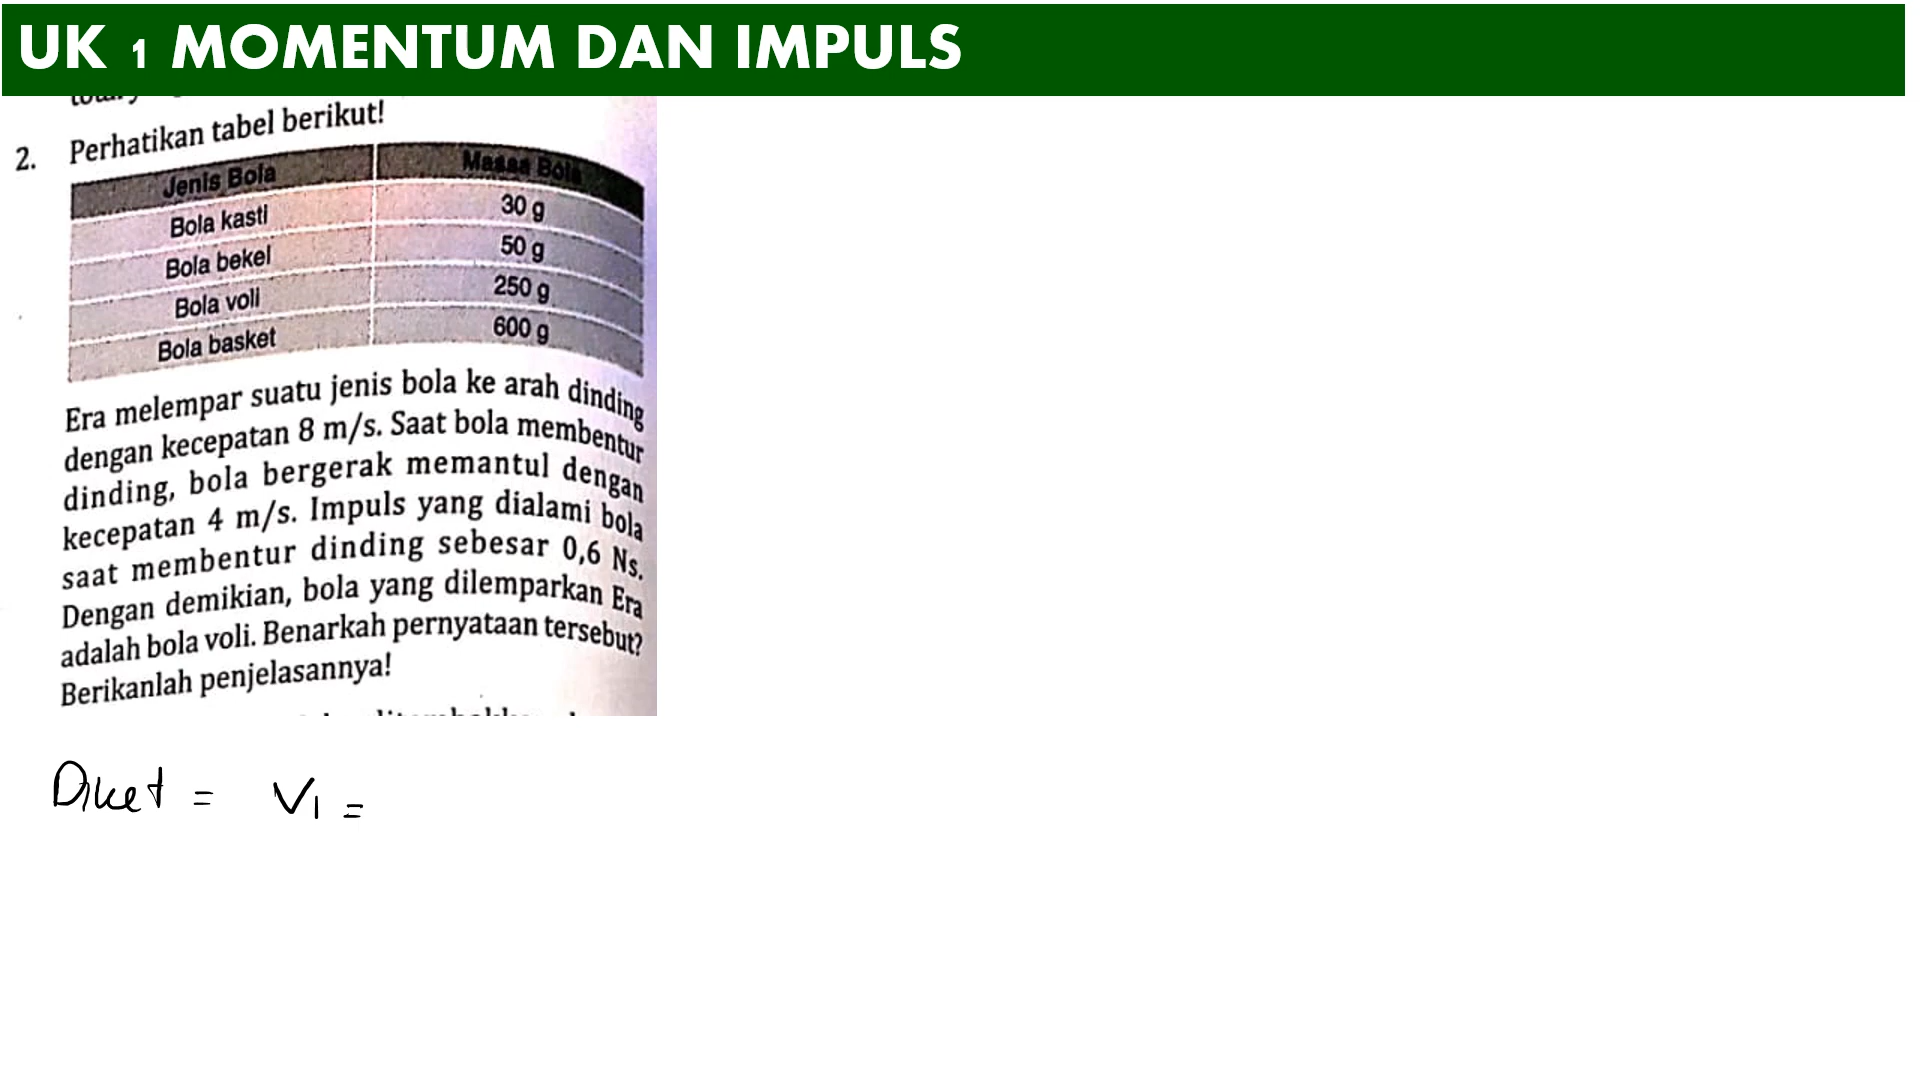 UK 1 MOMENTUM DAN IMPULS
2. Perhatikan tabel berikut!
Jenis Bola Massa Bola
Bola kasti 30 g
Bola bekel 50 g
Bola voli 250 g
Bola basket 600 g
Era melempar suatu jenis bola ke arah dinding
dengan kecepatan 8 m/s. Saat bola membentur
dinding, bola bergerak memantul dengan
kecepatan 4 m/s. Impuls yang dialami bola
saat membentur dinding sebesar 0,6 Ns.
Dengan demikian, bola yang dilemparkan Era
adalah bola voli. Benarkah pernyataan tersebut?
Berikanlah penjelasannya!
Diket = V1 =